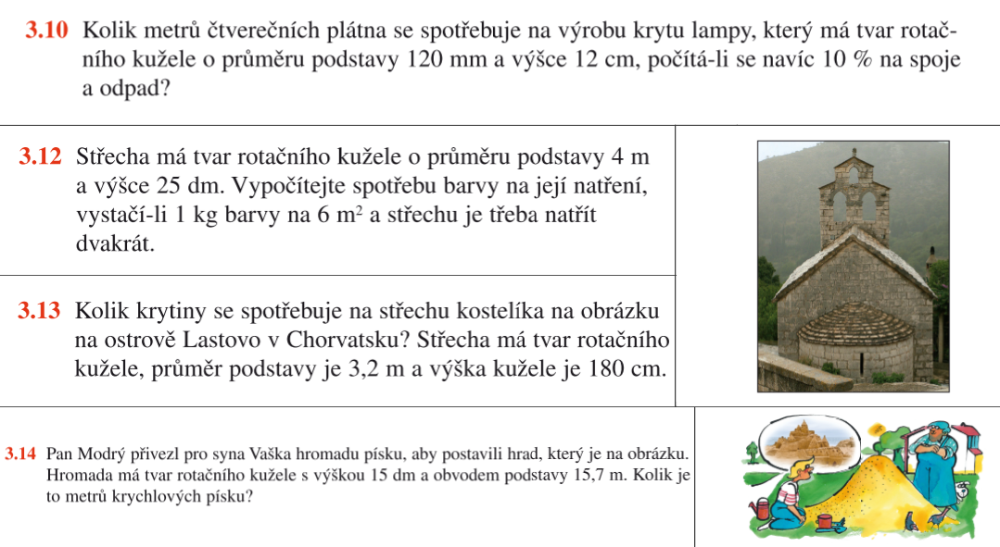 3.10 Kolik metrů čtverečních plátna se spotřebuje na výrobu krytu lampy, který má tvar rotač-
ního kužele o průměru podstavy 120 mm a výšce 12 cm, počítá-li se navíc 10 % na spoje
a odpad?
3.12 Střecha má tvar rotačního kužele o průměru podstavy 4 m
a výšce 25 dm. Vypočítejte spotřebu barvy na její natření,
vystačí-li 1 kg barvy na 6 m² a střechu je třeba natřít
dvakrát.
3.13 Kolik krytiny se spotřebuje na střechu kostelíka na obrázku
na ostrově Lastovo v Chorvatsku? Střecha má tvar rotačního
kužele, průměr podstavy je 3,2 m a výška kužele je 180 cm.
3.14 Pan Modrý přivezl pro syna Vaška hromadu písku, aby postavili hrad, který je na obrázku.
Hromada má tvar rotačního kužele s výškou 15 dm a obvodem podstavy 15,7 m. Kolik je
to metrů krychlových písku?